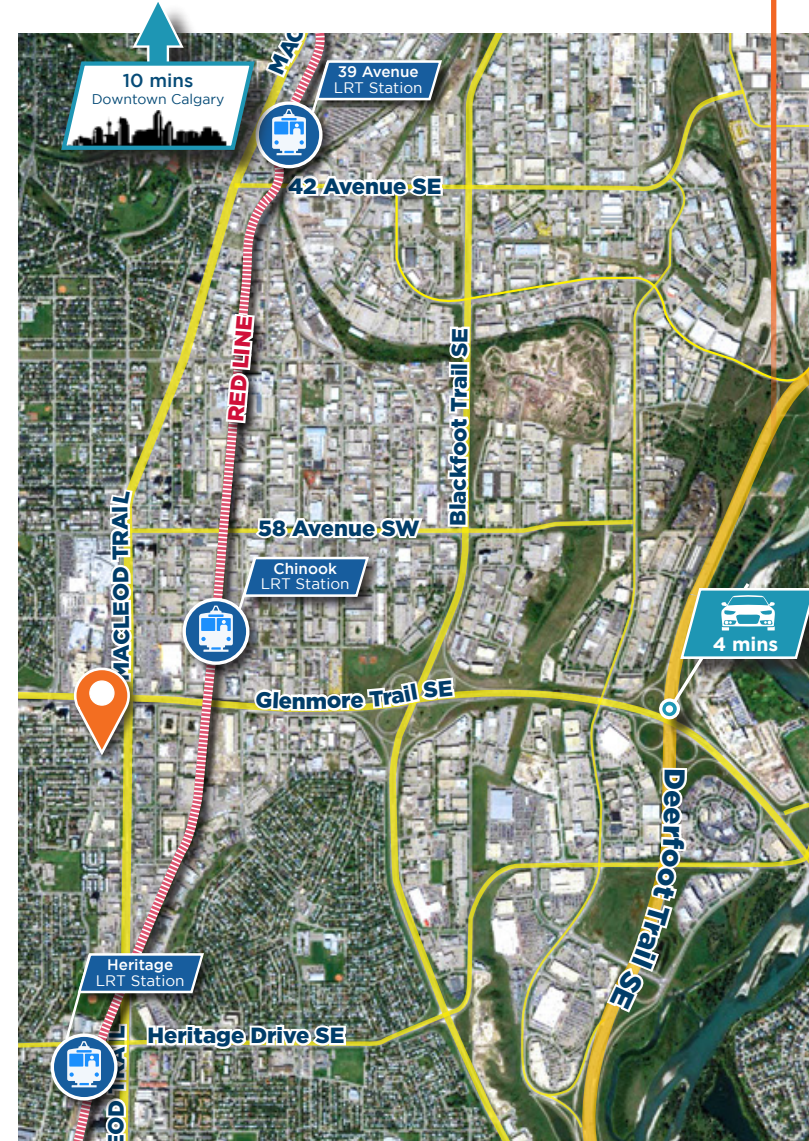 10 mins
Downtown Calgary
MAC
39 Avenue
LRT Station
42 Avenue SE
RED LINE
Blackfoot Trail SE
MACLEOD TRAIL
58 Avenue SW
Chinook
LRT Station
4 mins
Glenmore Trail SE
Deerfoot Trail SE
Heritage
LRT Station
Heritage Drive SE
EOD TRAIL